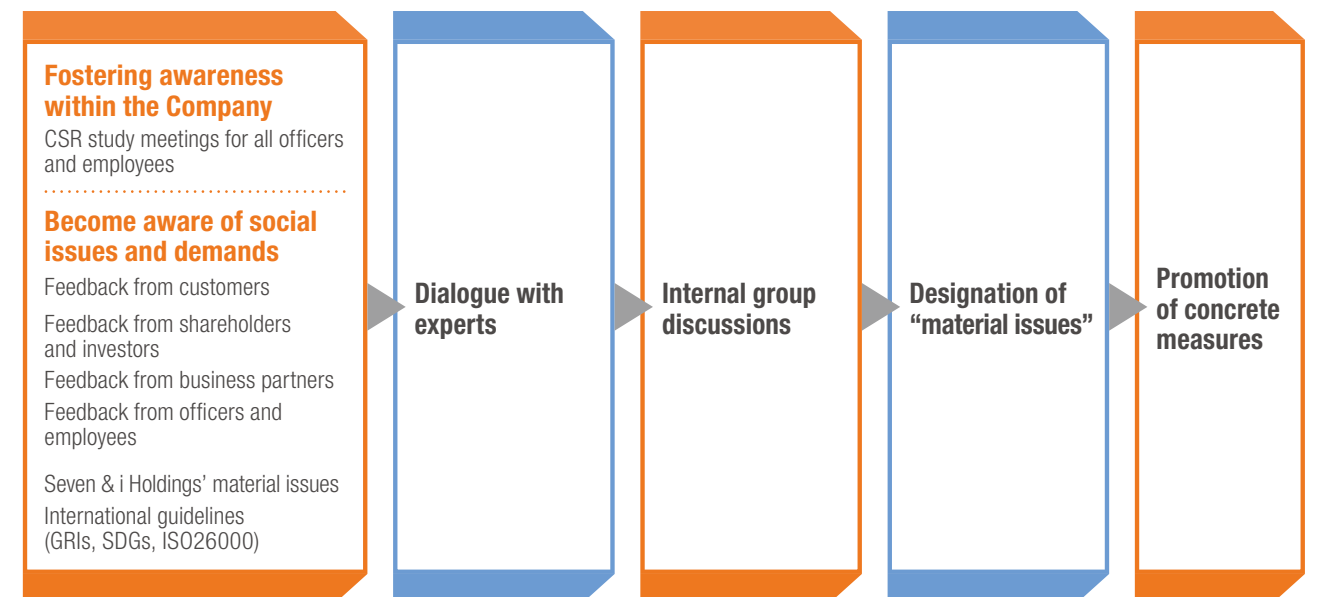 Fostering awareness
within the Company
CSR study meetings for all officers
and employees
Become aware of social
issues and demands
Feedback from customers
Feedback from shareholders
and investors
Feedback from business partners
Feedback from officers and
employees
Seven & i Holdings’ material issues
International guidelines
(GRIs, SDGs, ISO26000)
Dialogue with
experts
Internal group
discussions
Designation of
“material issues”
Promotion
of concrete
measures